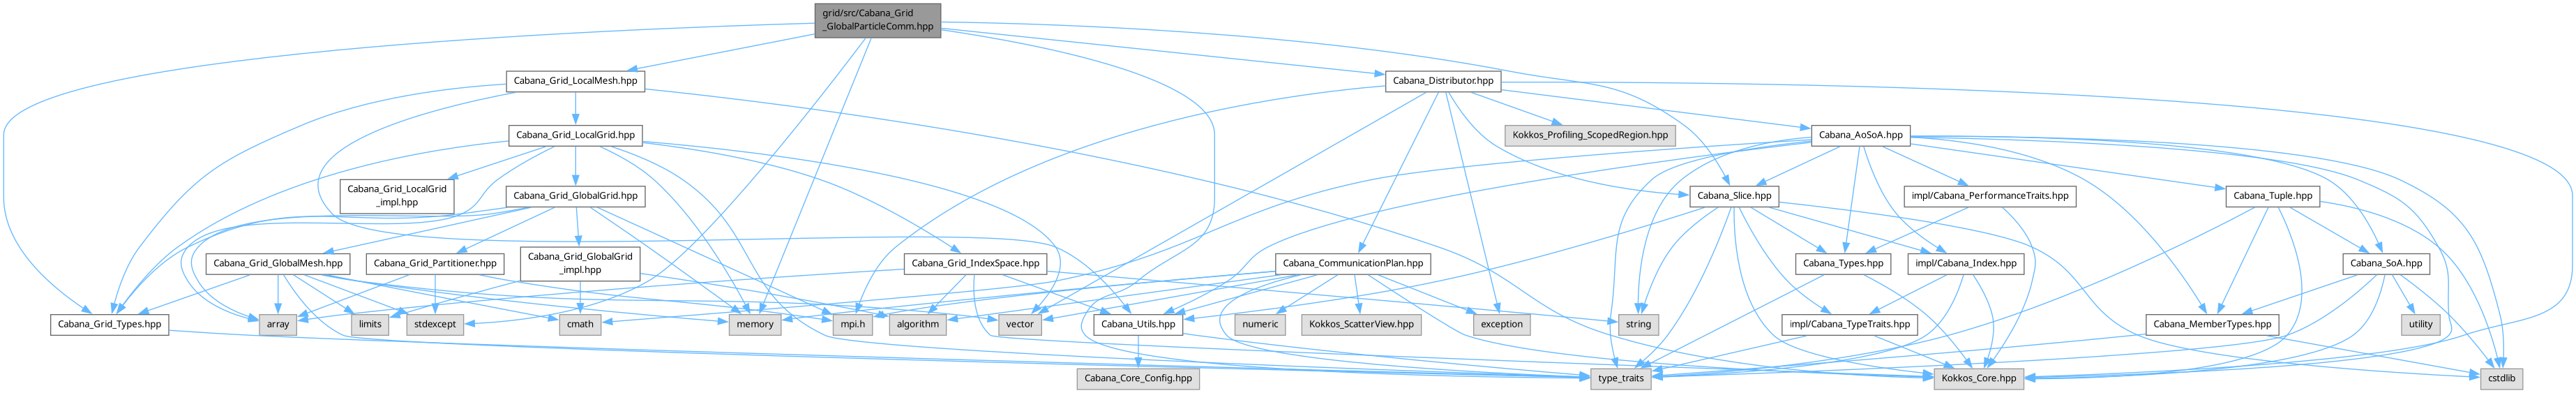 grid/src/Cabana_Grid
_GlobalParticleComm.hpp
Cabana_Grid_LocalMesh.hpp
Cabana_Distributor.hpp
Cabana_Grid_LocalGrid.hpp
Kokkos_Profiling_ScopedRegion.hpp
Cabana_AoSoA.hpp
Cabana_Grid_LocalGrid
_impl.hpp
Cabana_Grid_GlobalGrid.hpp
Cabana_Slice.hpp
impl/Cabana_PerformanceTraits.hpp
Cabana_Tuple.hpp
Cabana_Grid_GlobalMesh.hpp
Cabana_Grid_Partitioner.hpp
Cabana_Grid_GlobalGrid
_impl.hpp
Cabana_Grid_IndexSpace.hpp
Cabana_CommunicationPlan.hpp
Cabana_Types.hpp
impl/Cabana_Index.hpp
Cabana_SoA.hpp
Cabana_Grid_Types.hpp
array
limits
stdexcept
cmath
memory
mpi.h
algorithm
vector
Cabana_Utils.hpp
numeric
Kokkos_ScatterView.hpp
exception
string
impl/Cabana_TypeTraits.hpp
Cabana_MemberTypes.hpp
utility
Cabana_Core_Config.hpp
type_traits
Kokkos_Core.hpp
cstdlib